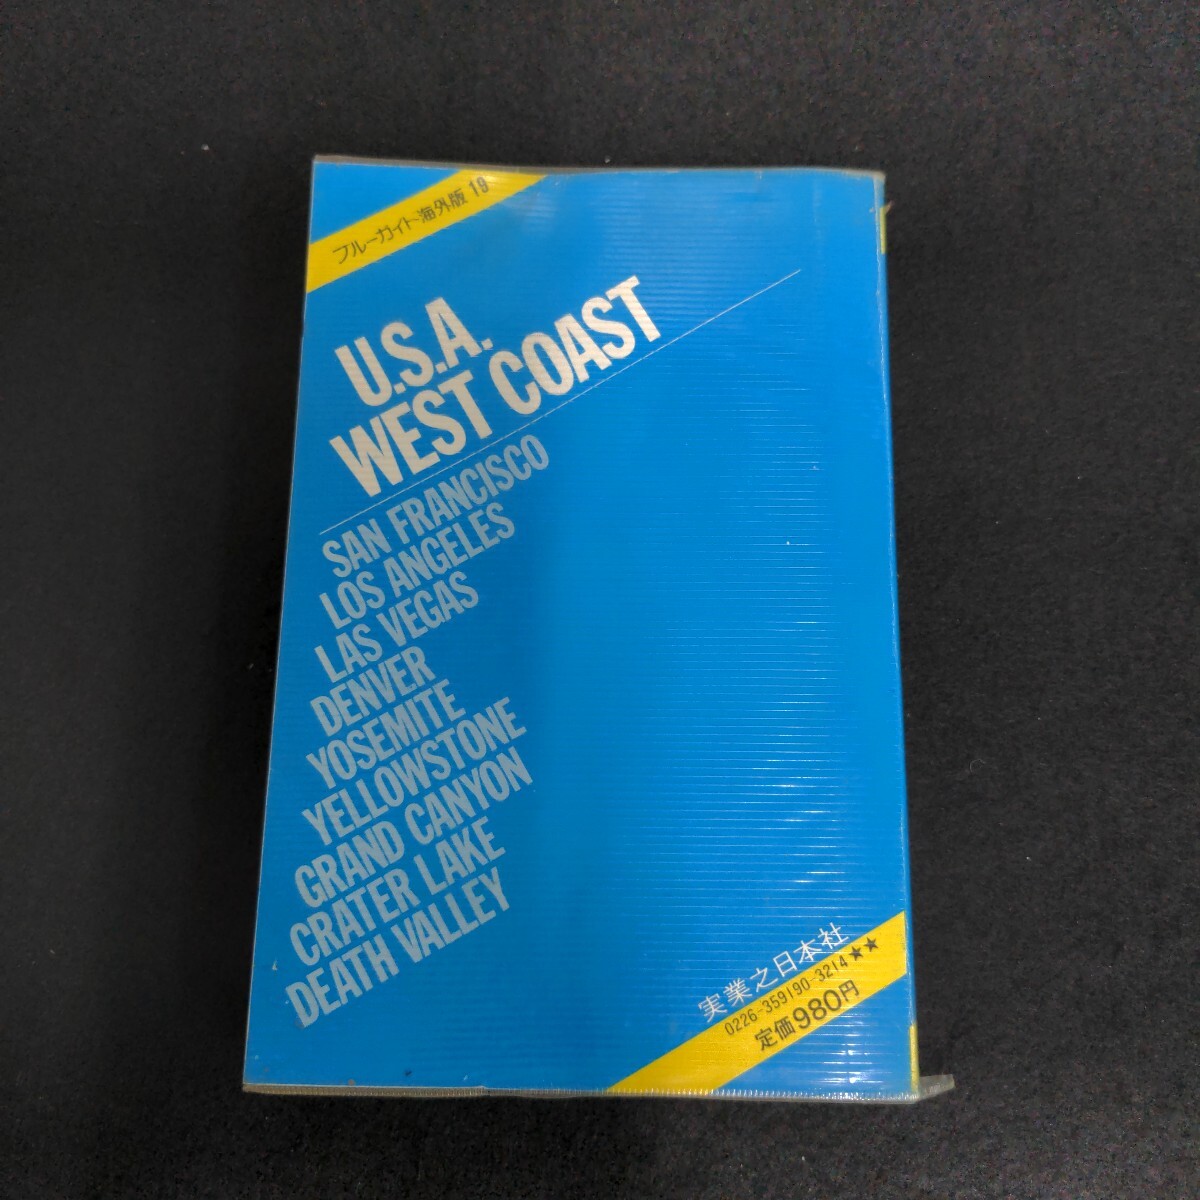 ブルーガイド海外版 19
U.S.A.
WEST COAST
SAN FRANCISCO
LOS ANGELES
LAS VEGAS
DENVER
YOSEMITE
YELLOWSTONE
GRAND CANYON
CRATER LAKE
DEATH VALLEY
実業之日本社
0226-359190-3214 ★★
定価980円